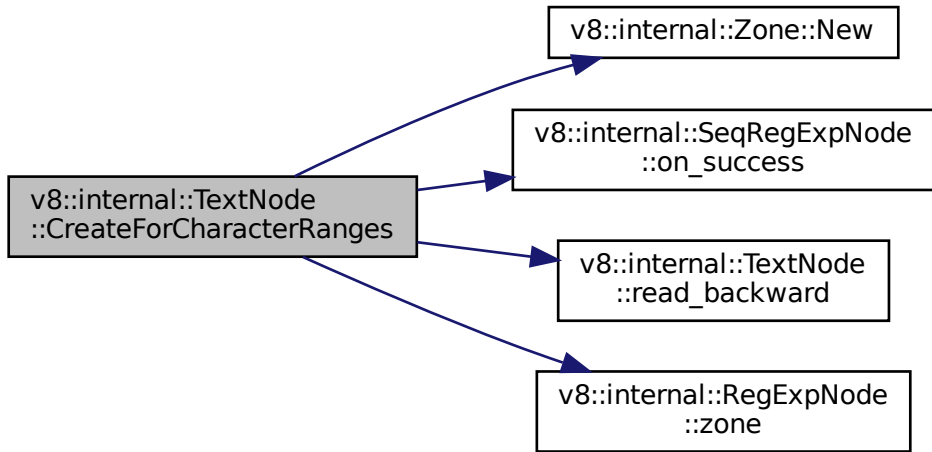 v8::internal::Zone::New
v8::internal::SeqRegExpNode
::on_success
v8::internal::TextNode
::CreateForCharacterRanges
v8::internal::TextNode
::read_backward
v8::internal::RegExpNode
::zone